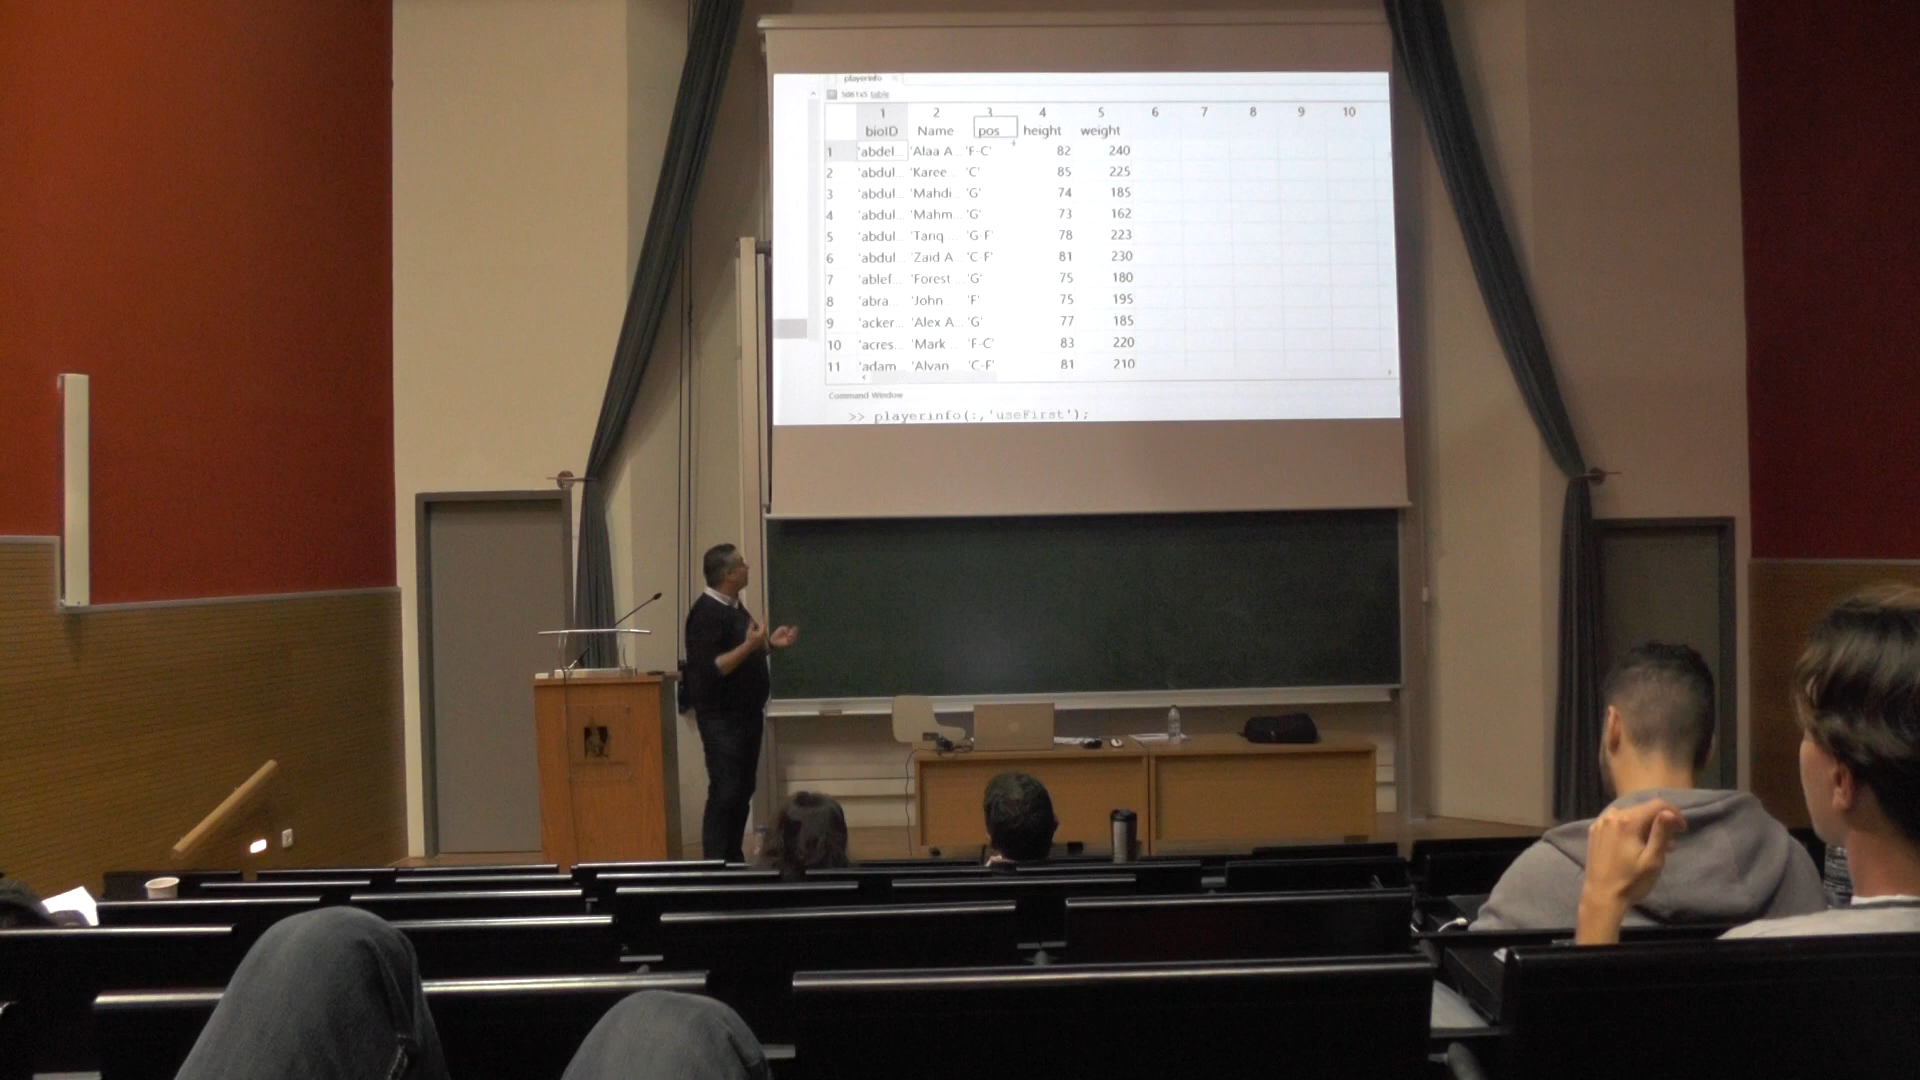 playerinfo
table
1 2 3 4 5 6 7 8 9 10
bioID Name pos height weight
1 'abdel... 'Alaa A... 'F-C' 82 240
2 'abdul... 'Karee... 'C' 85 225
3 'abdul... 'Mahdi ... 'G' 74 185
4 'abdul... 'Mahm... 'G' 73 162
5 'abdul... 'Tariq ... 'G-F' 78 223
6 'abdul... 'Zaid A... 'C-F' 81 230
7 'ablef... 'Forest ... 'G' 75 180
8 'abra... 'John ... 'F' 75 195
9 'acker... 'Alex A... 'G' 77 185
10 'acres... 'Mark ... 'F-C' 83 220
11 'adam... 'Alvan ... 'C-F' 81 210
Command Window
>> playerinfo(:,'useFirst');